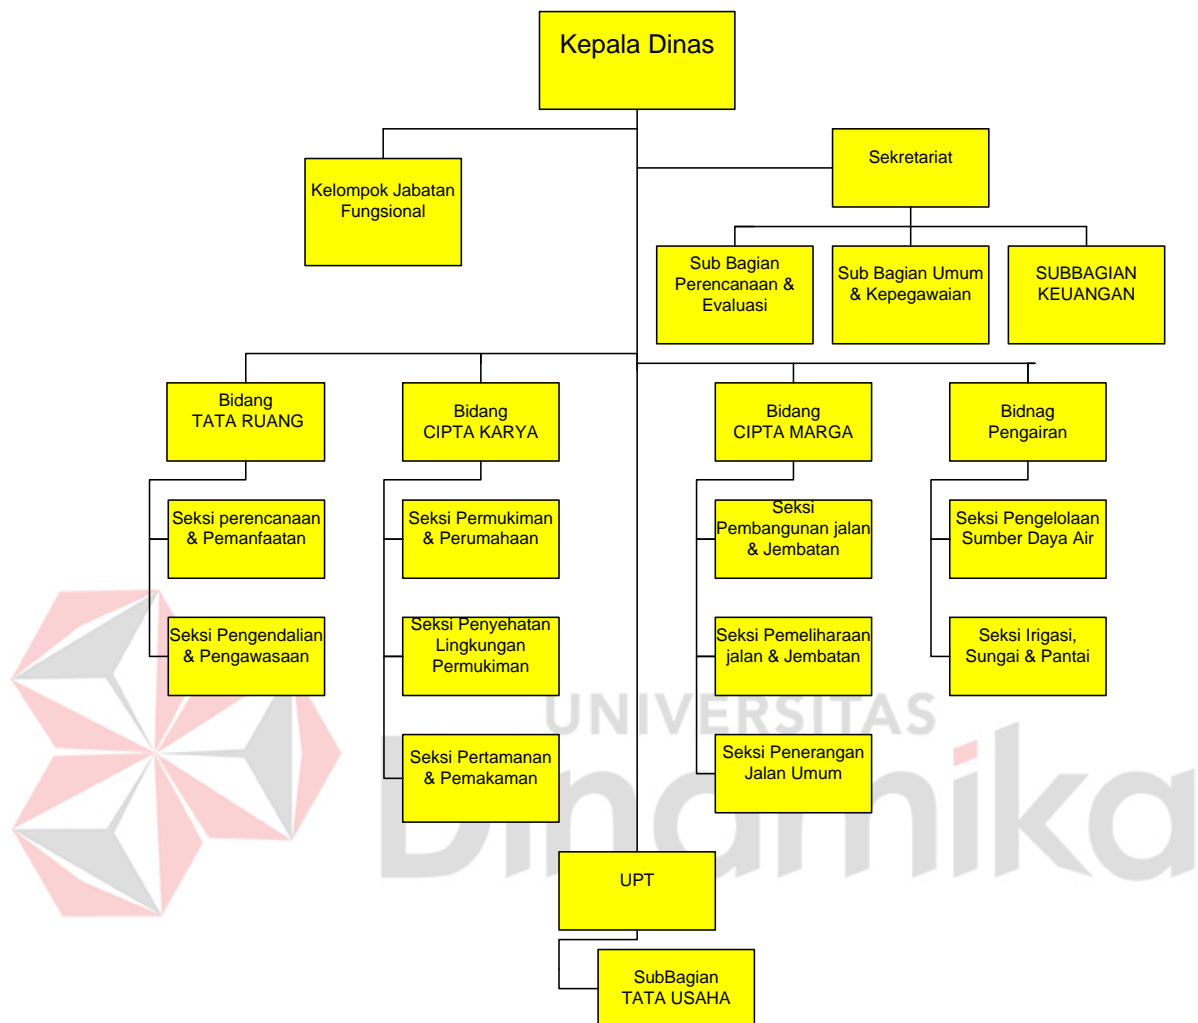 Kepala Dinas
Sekretariat
Kelompok Jabatan
Fungsional
Sub Bagian
Perencanaan &
Evaluasi
Sub Bagian Umum
& Kepegawaian
SUBBAGIAN
KEUANGAN
Bidang
TATA RUANG
Bidang
CIPTA KARYA
Bidang
CIPTA MARGA
Bidnag
Pengairan
Seksi perencanaan
& Pemanfaatan
Seksi Permukiman
& Perumahaan
Seksi
Pembangunan jalan
& Jembatan
Seksi Pengelolaan
Sumber Daya Air
Seksi Pengendalian
& Pengawasaan
Seksi Penyehatan
Lingkungan
Permukiman
Seksi Pemeliharaan
jalan & Jembatan
Seksi Irigasi,
Sungai & Pantai
UNIVERSITAS
Dinamika
Seksi Pertamanan
& Pemakaman
Seksi Penerangan
Jalan Umum
UPT
SubBagian
TATA USAHA